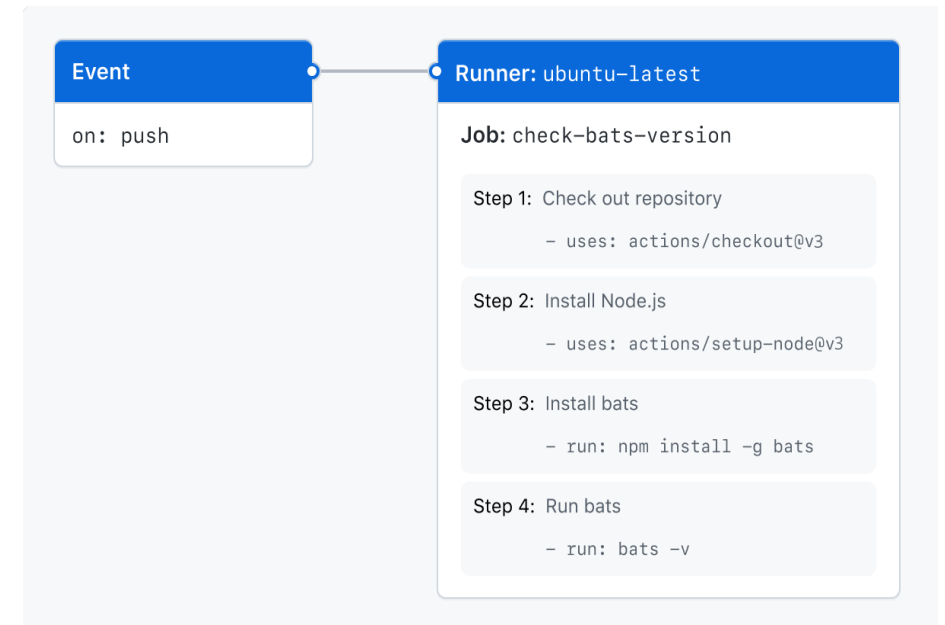 Event
on: push
Runner: ubuntu-latest
Job: check-bats-version
Step 1: Check out repository
- uses: actions/checkout@v3
Step 2: Install Node.js
- uses: actions/setup-node@v3
Step 3: Install bats
- run: npm install -g bats
Step 4: Run bats
- run: bats -v